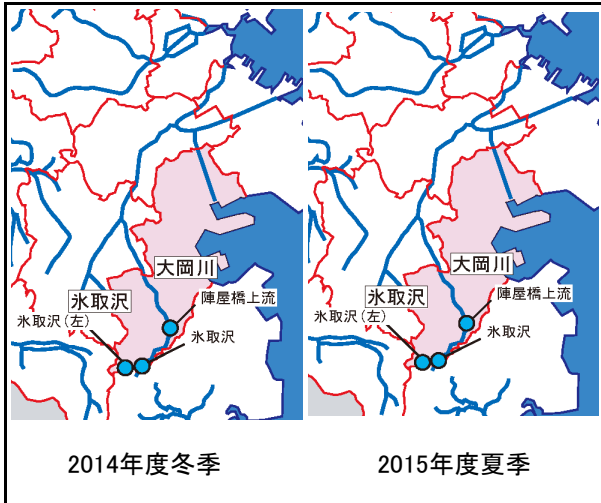 大岡川
氷取沢
陣屋橋上流
氷取沢(左)
氷取沢
2014年度冬季
大岡川
氷取沢
陣屋橋上流
氷取沢(左)
氷取沢
2015年度夏季